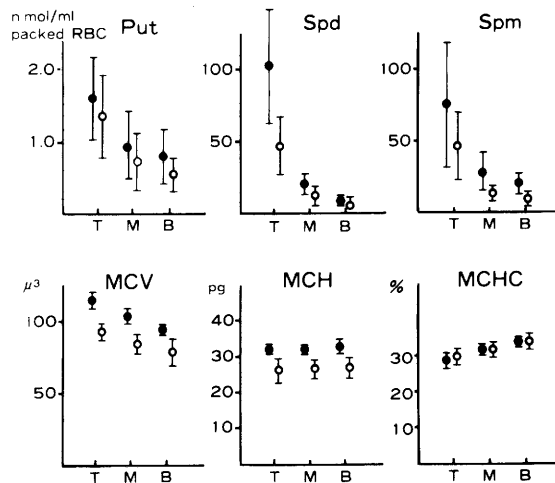 n mol/ml
packed RBC
Put
Spd
Spm
2.0
1.0
100
50
100
50
T M B
T M B
T M B
μ3
MCV
pg
MCH
%
MCHC
100
50
40
30
20
10
30
10
T M B
T M B
T M B